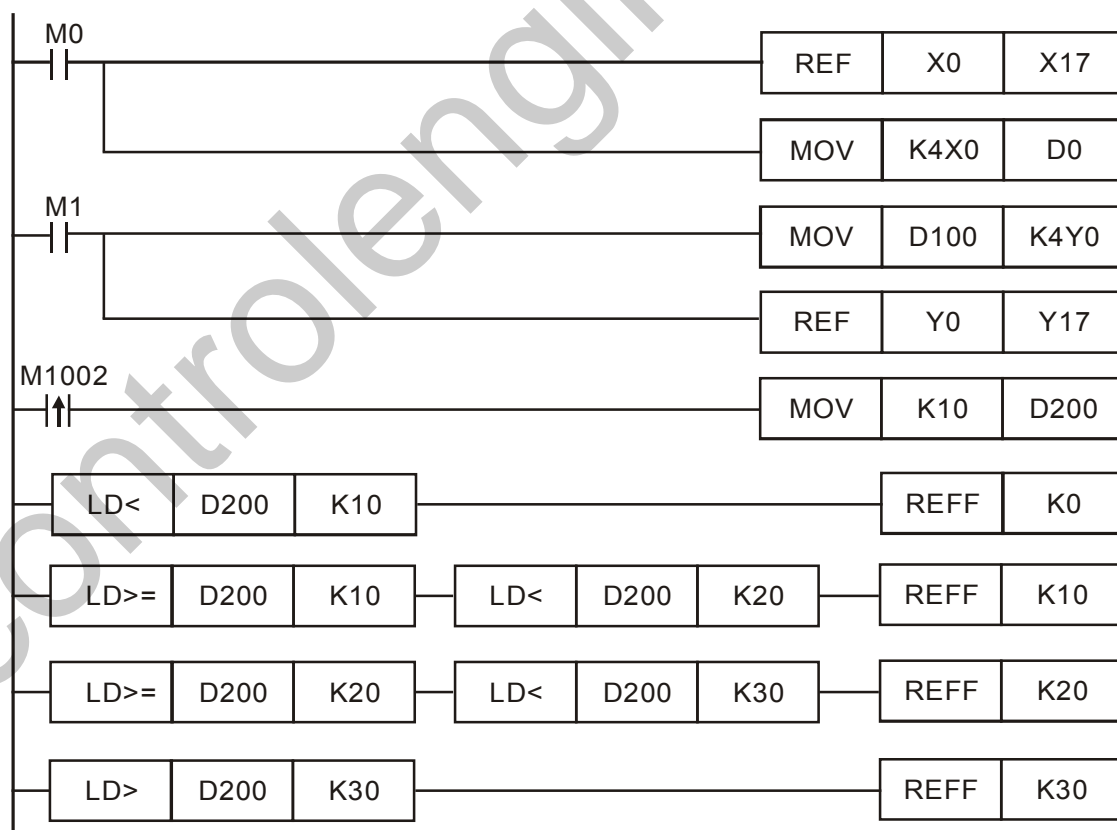 M0
REF X0 X17
MOV K4X0 D0
M1
MOV D100 K4Y0
REF Y0 Y17
M1002
MOV K10 D200
LD< D200 K10 REFF K0
LD>= D200 K10 LD< D200 K20 REFF K10
LD>= D200 K20 LD< D200 K30 REFF K20
LD> D200 K30 REFF K30
controlengi